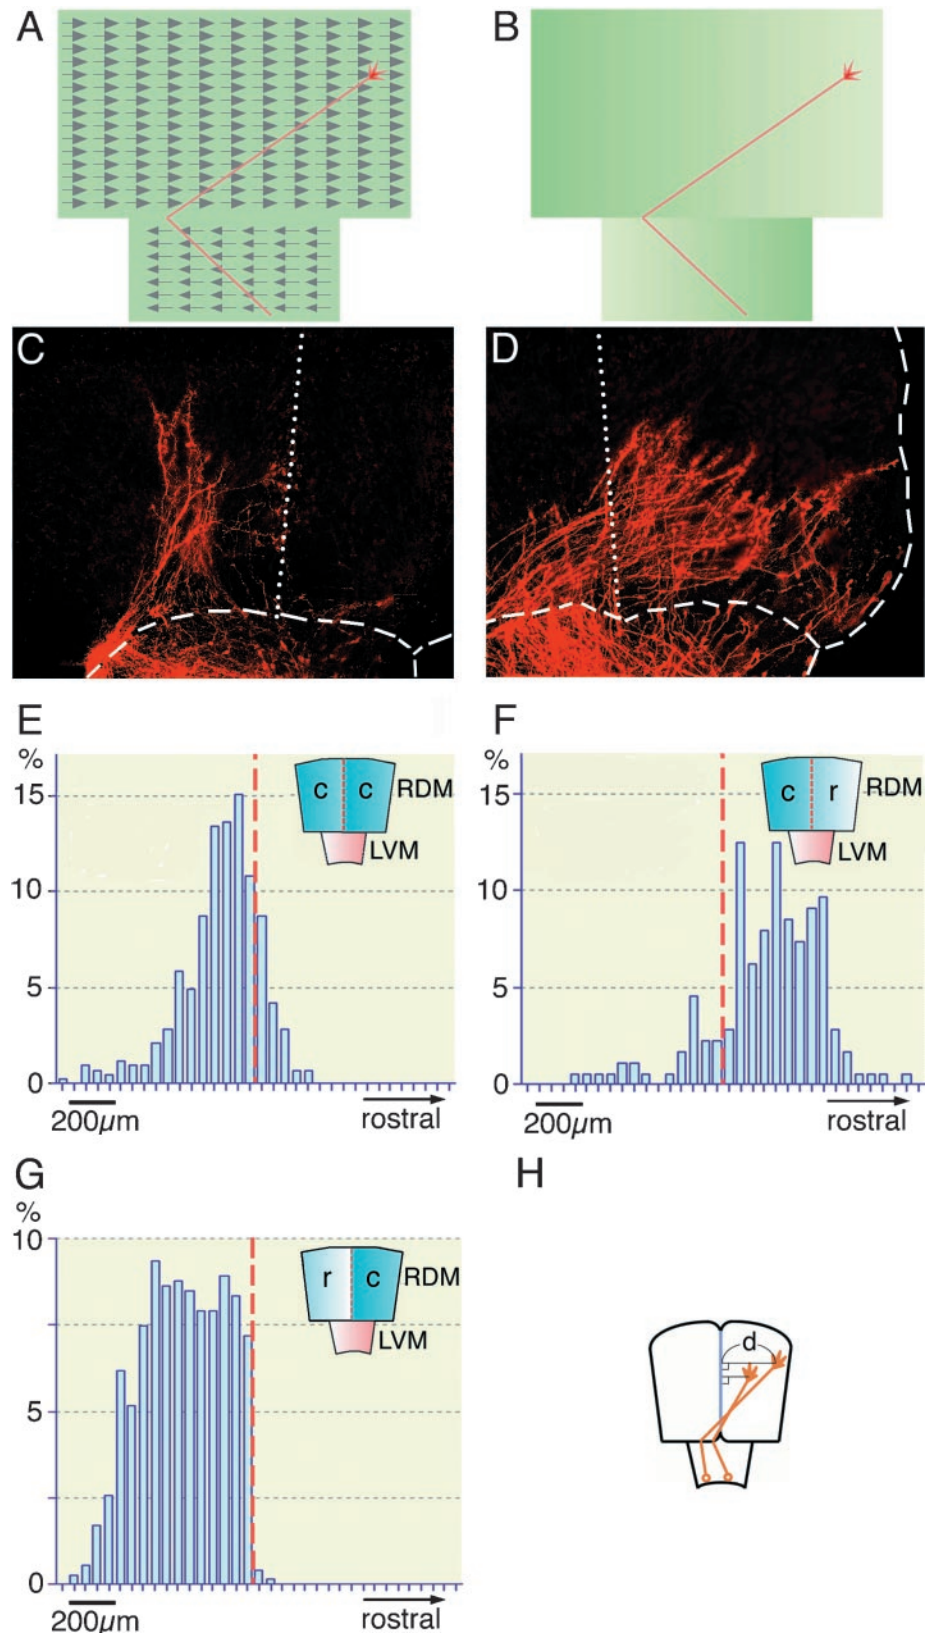 A
B
C
D
E
F
%
15
10
5
0
c c RDM
LVM
200μm
rostral
%
15
10
5
0
c r RDM
LVM
200μm
rostral
G
H
%
10
5
0
r c RDM
LVM
200μm
rostral
d